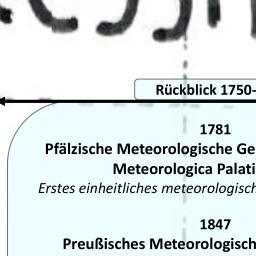 Rückblick 1750-
1781
Pfälzische Meteorologische Ge
Meteorologica Palati
Erstes einheitliches meteorologisch
1847
Preußisches Meteorologisch